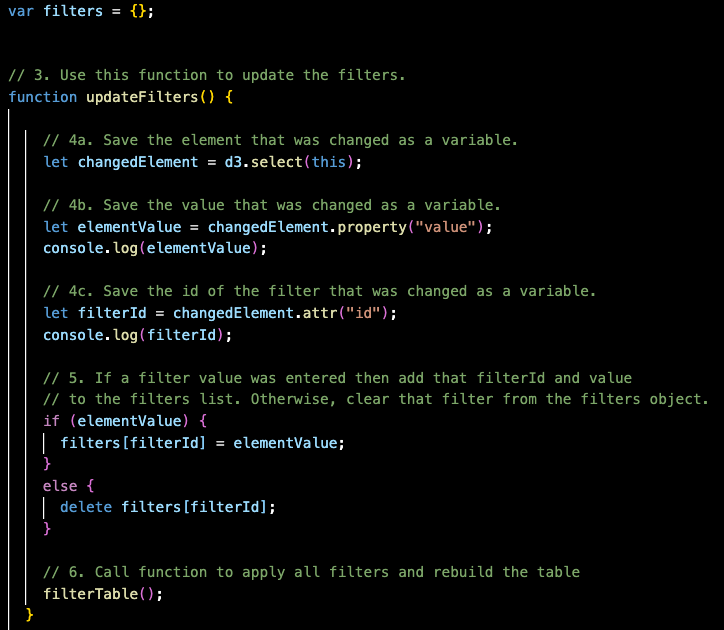 var filters = {};
// 3. Use this function to update the filters.
function updateFilters() {
// 4a. Save the element that was changed as a variable.
let changedElement = d3.select(this);
// 4b. Save the value that was changed as a variable.
let elementValue = changedElement.property("value");
console.log(elementValue);
// 4c. Save the id of the filter that was changed as a variable.
let filterId = changedElement.attr("id");
console.log(filterId);
// 5. If a filter value was entered then add that filterId and value
// to the filters list. Otherwise, clear that filter from the filters object.
if (elementValue) {
filters[filterId] = elementValue;
}
else {
delete filters[filterId];
}
// 6. Call function to apply all filters and rebuild the table
filterTable();
}